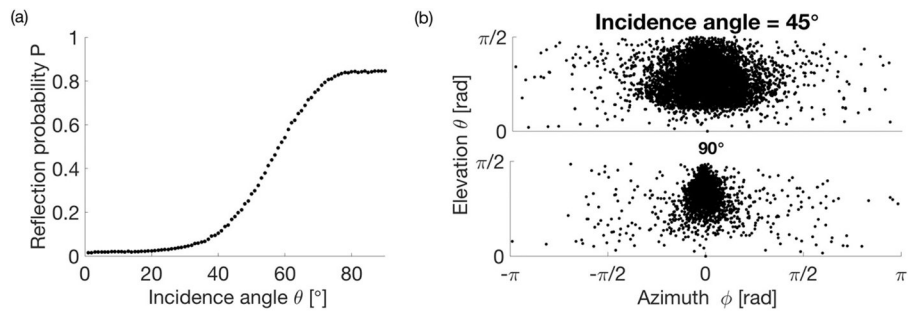 (a)
1
0.8
0.6
0.4
0.2
0
0 20 40 60 80
Reflection probability P
Incidence angle θ [°]
(b)
Incidence angle = 45°
π/2
0
90°
π/2
0
-π -π/2 0 π/2 π
Elevation θ [rad]
Azimuth ϕ [rad]